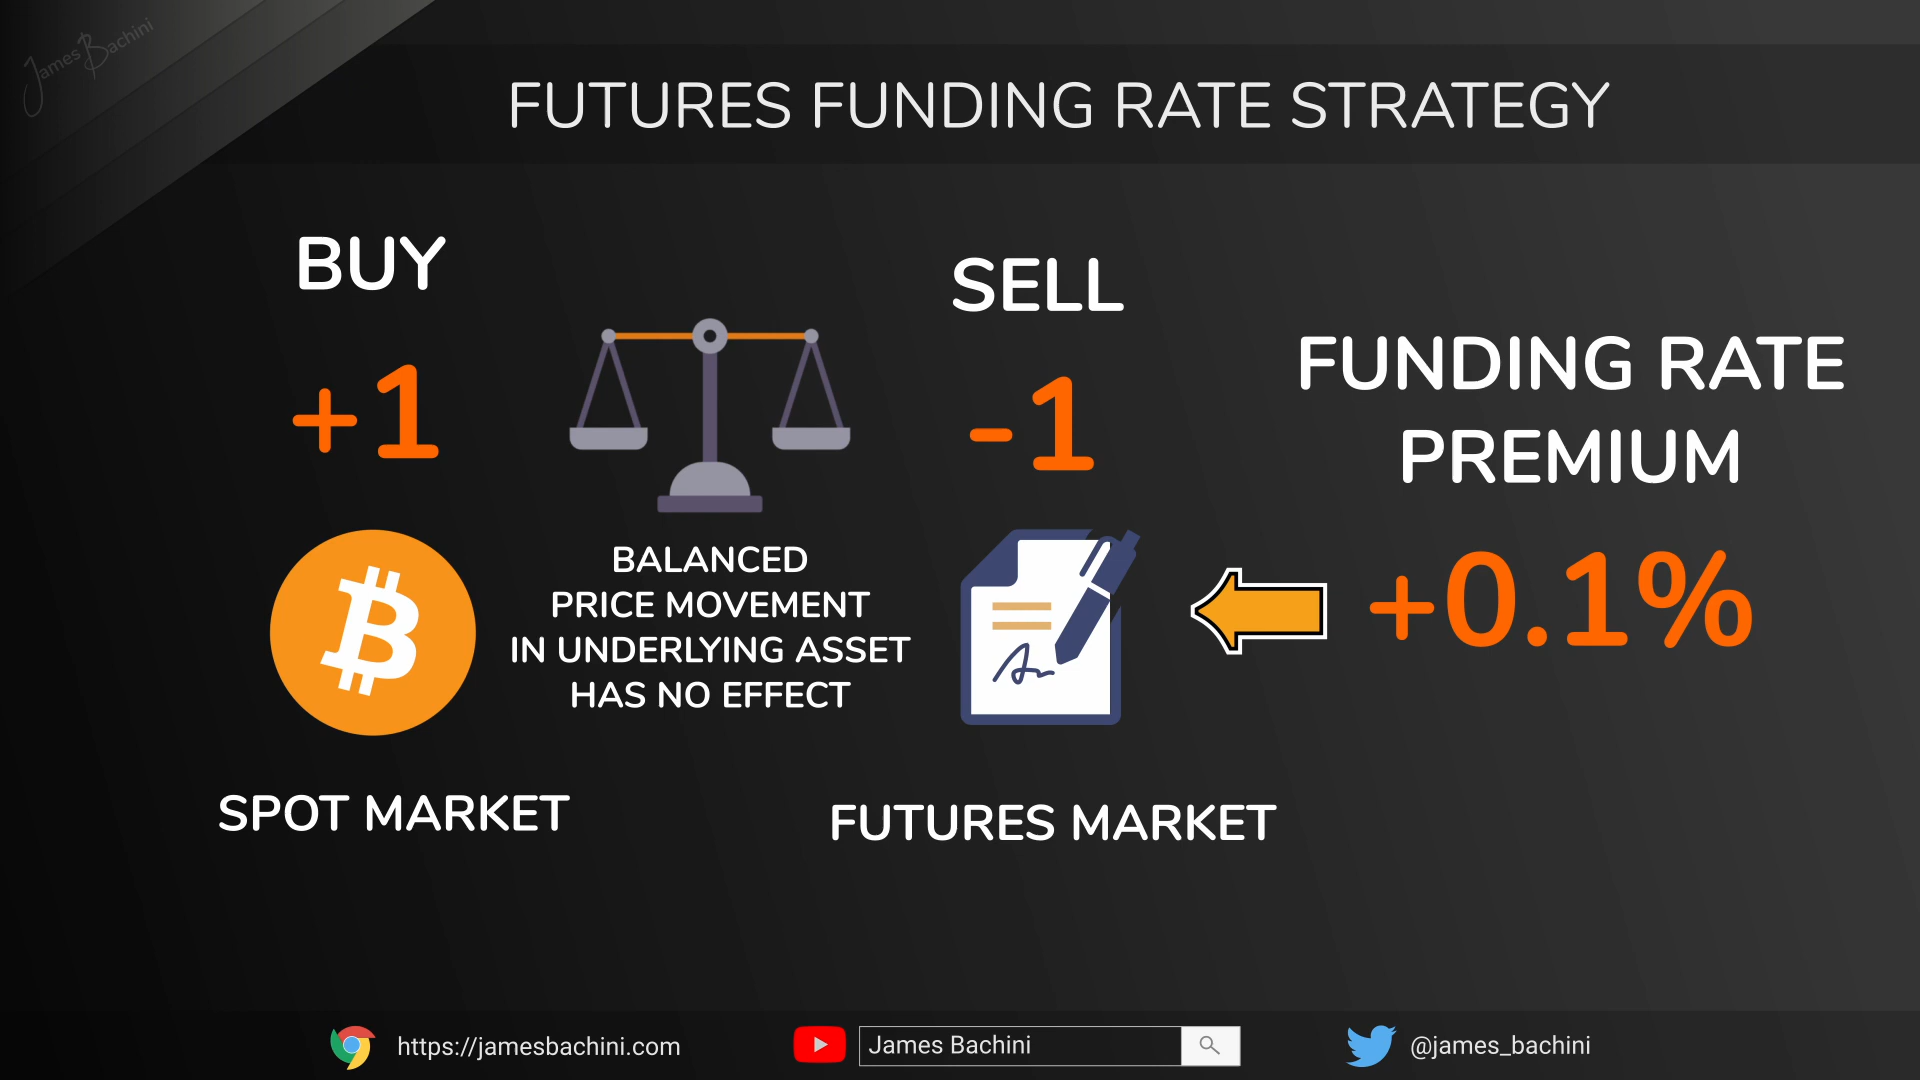 James Bachini
FUTURES FUNDING RATE STRATEGY
BUY
+1
SPOT MARKET
BALANCED
PRICE MOVEMENT
IN UNDERLYING ASSET
HAS NO EFFECT
SELL
-1
FUTURES MARKET
FUNDING RATE
PREMIUM
+0.1%
https://jamesbachini.com
James Bachini
@james_bachini